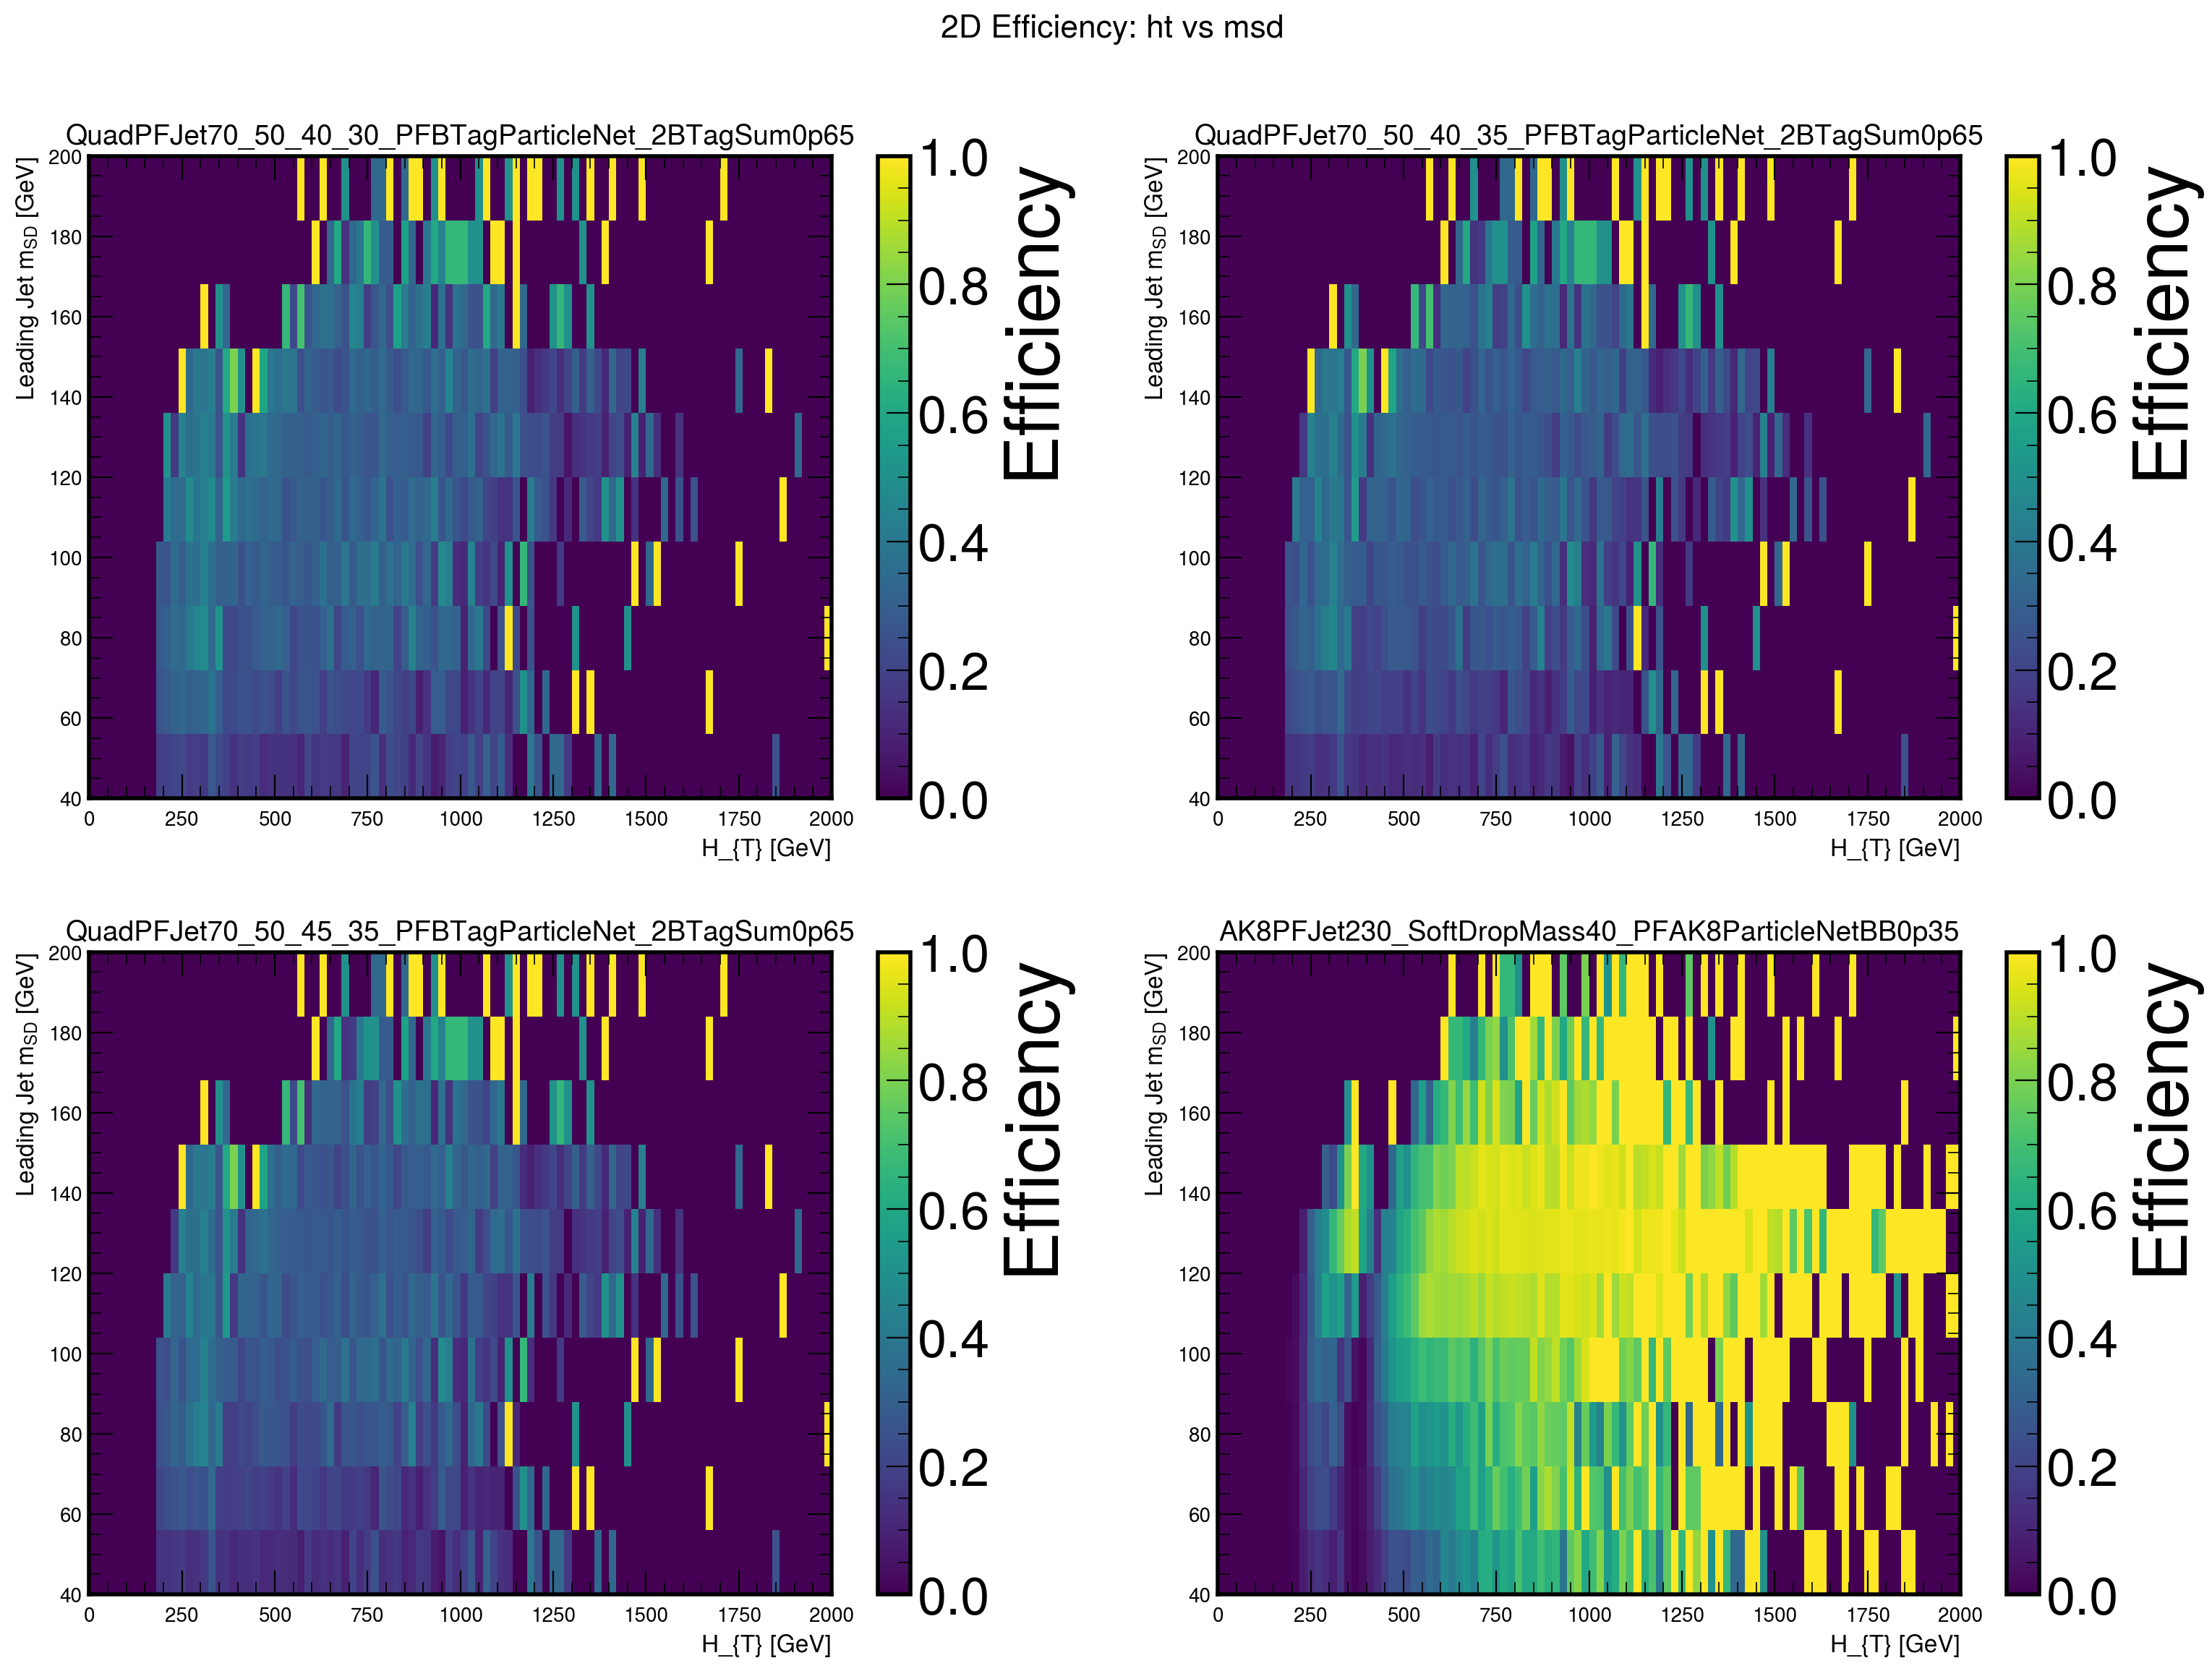 2D Efficiency: ht vs msd
QuadPFJet70_50_40_30_PFBTagParticleNet_2BTagSum0p65
Leading Jet m_SD [GeV]
200
180
160
140
120
100
80
60
40
0 250 500 750 1000 1250 1500 1750 2000
H_{T} [GeV]
1.0
0.8
0.6
0.4
0.2
0.0
Efficiency
QuadPFJet70_50_40_35_PFBTagParticleNet_2BTagSum0p65
Leading Jet m_SD [GeV]
200
180
160
140
120
100
80
60
40
0 250 500 750 1000 1250 1500 1750 2000
H_{T} [GeV]
1.0
0.8
0.6
0.4
0.2
0.0
Efficiency
QuadPFJet70_50_45_35_PFBTagParticleNet_2BTagSum0p65
Leading Jet m_SD [GeV]
200
180
160
140
120
100
80
60
40
0 250 500 750 1000 1250 1500 1750 2000
H_{T} [GeV]
1.0
0.8
0.6
0.4
0.2
0.0
Efficiency
AK8PFJet230_SoftDropMass40_PFAK8ParticleNetBB0p35
Leading Jet m_SD [GeV]
200
180
160
140
120
100
80
60
40
0 250 500 750 1000 1250 1500 1750 2000
H_{T} [GeV]
1.0
0.8
0.6
0.4
0.2
0.0
Efficiency